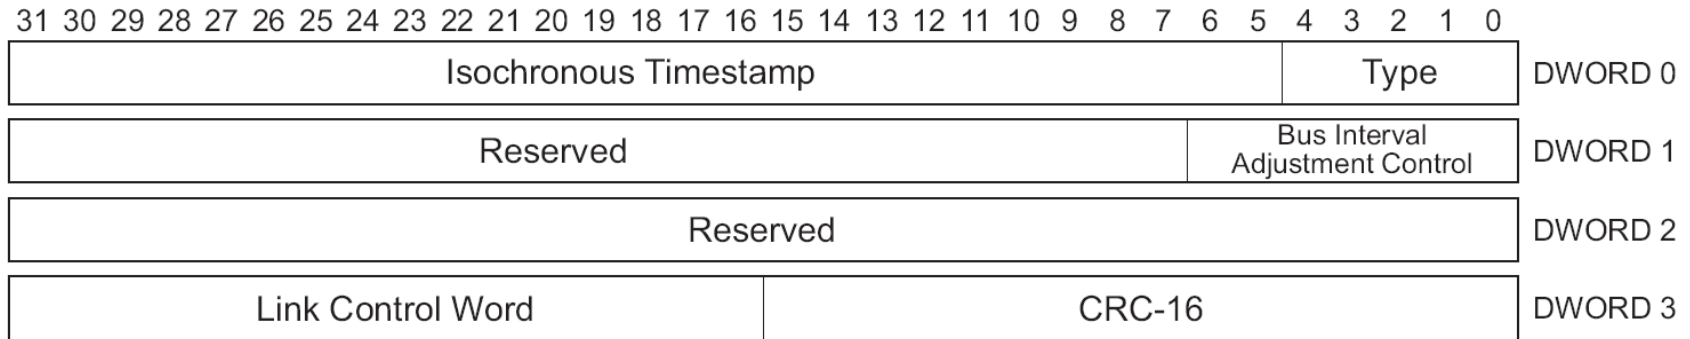 31 30 29 28 27 26 25 24 23 22 21 20 19 18 17 16 15 14 13 12 11 10 9 8 7 6 5 4 3 2 1 0
Isochronous Timestamp Type DWORD 0
Reserved Bus Interval Adjustment Control DWORD 1
Reserved DWORD 2
Link Control Word CRC-16 DWORD 3